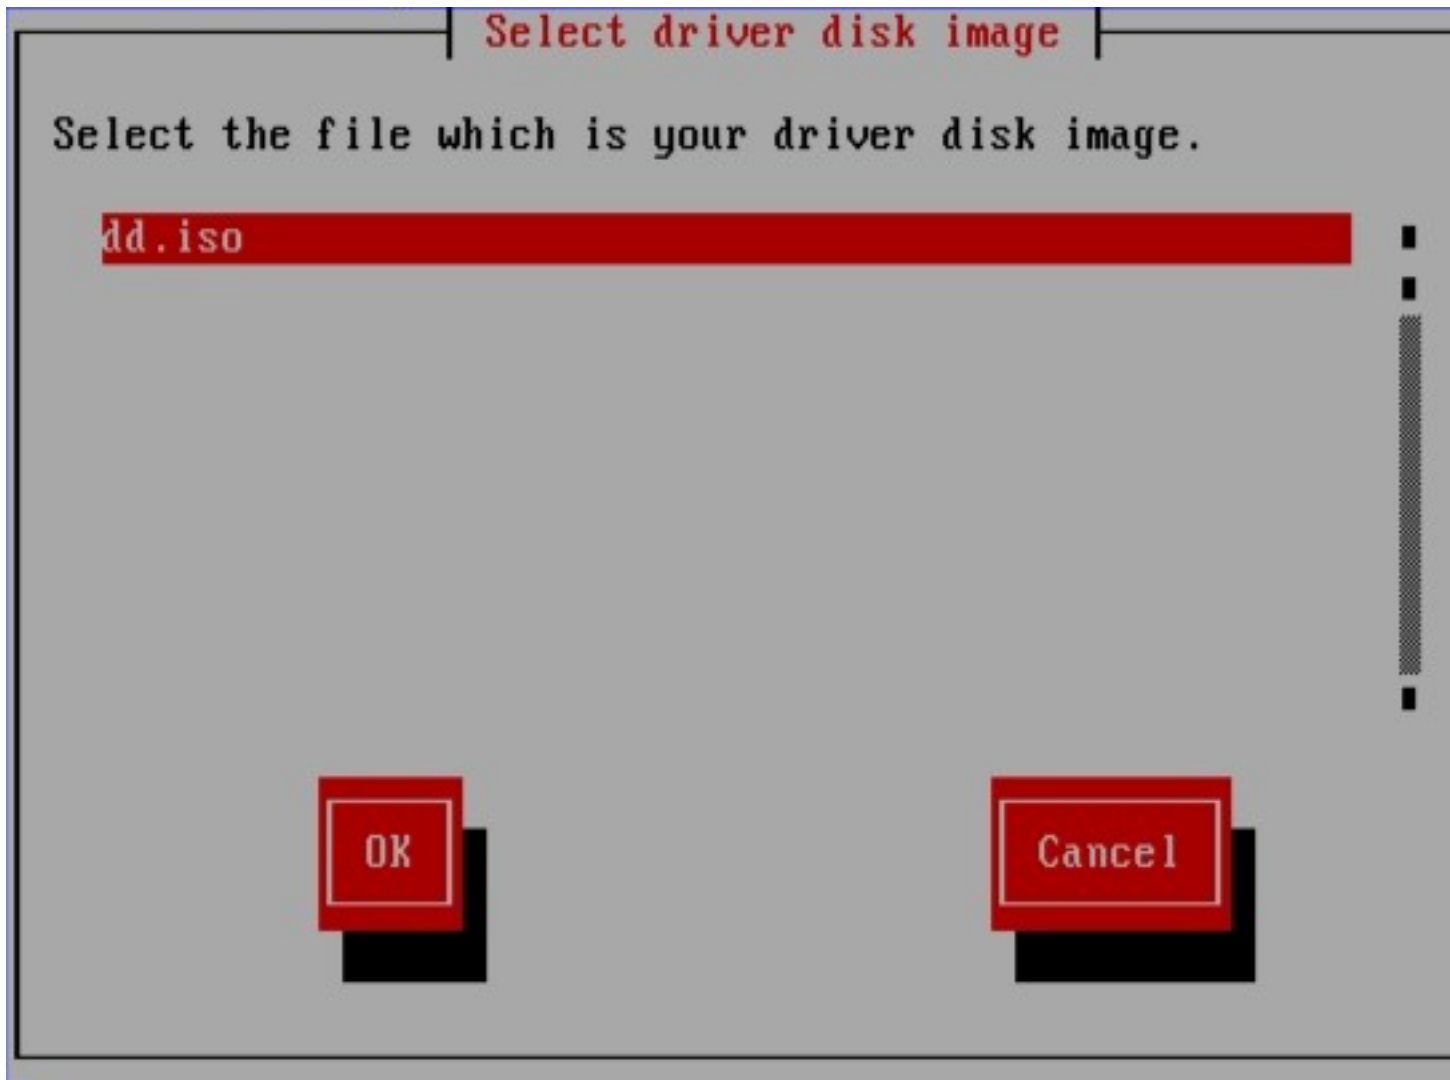 Select driver disk image
Select the file which is your driver disk image.
dd.iso
OK
Cancel